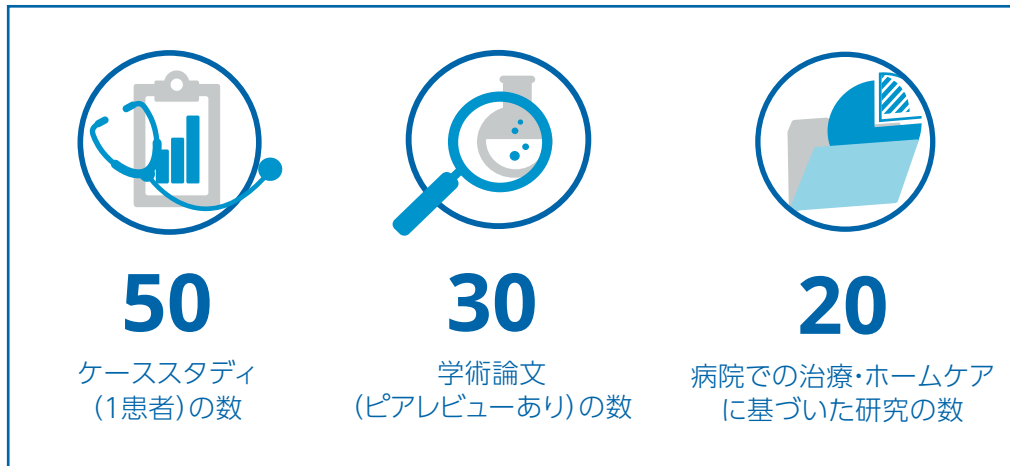 50
ケーススタディ
(1患者)の数
30
学術論文
(ピアレビューあり)の数
20
病院での治療・ホームケア
に基づいた研究の数